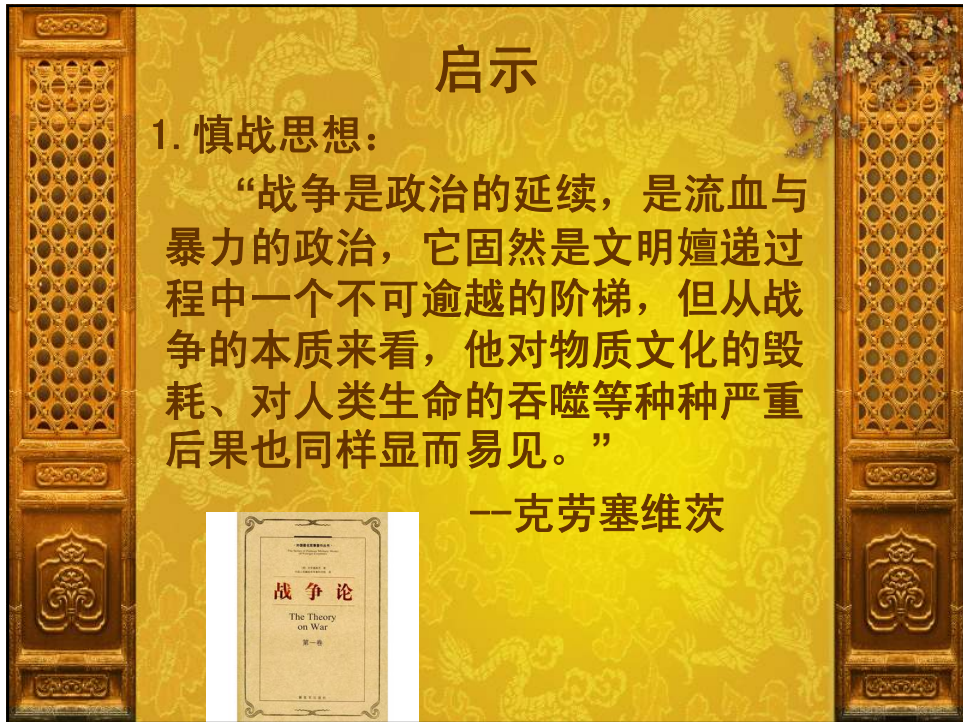 启示
1.慎战思想：
“战争是政治的延续，是流血与
暴力的政治，它固然是文明嬗递过
程中一个不可逾越的阶梯，但从战
争的本质来看，他对物质文化的毁
耗、对人类生命的吞噬等种种严重
后果也同样显而易见。”
--克劳塞维茨
战争论
The Theory
on War
第一卷